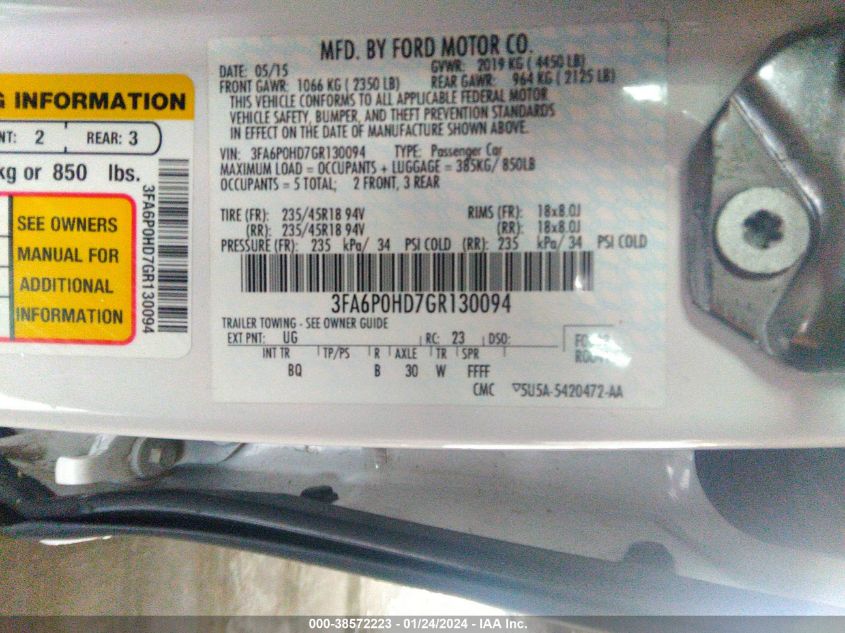 MFD. BY FORD MOTOR CO.
DATE: 05/15 GVWR: 2019 KG ( 4450 LB)
FRONT GAWR: 1066 KG ( 2350 LB) REAR GAWR: 964 KG ( 2125 LB)
THIS VEHICLE CONFORMS TO ALL APPLICABLE FEDERAL MOTOR
VEHICLE SAFETY, BUMPER, AND THEFT PREVENTION STANDARDS
IN EFFECT ON THE DATE OF MANUFACTURE SHOWN ABOVE.
VIN: 3FA6P0HD7GR130094 TYPE: Passenger Car
MAXIMUM LOAD = OCCUPANTS + LUGGAGE = 385KG/ 850LB
OCCUPANTS = 5 TOTAL; 2 FRONT, 3 REAR
TIRE (FR): 235/45R18 94V RIMS (FR): 18x8.0J
(RR): 235/45R18 94V (RR): 18x8.0J
PRESSURE (FR): 235 kPa/ 34 PSI COLD (RR): 235 kPa/ 34 PSI COLD
3FA6P0HD7GR130094
TRAILER TOWING - SEE OWNER GUIDE
EXT PNT: UG RC: 23 DSO:
INT TR TP/PS R AXLE TR SPR
BQ B 30 W FFFF
CMC ▽5U5A-5420472-AA
G INFORMATION
NT: 2 REAR: 3
kg or 850 lbs.
SEE OWNERS
MANUAL FOR
ADDITIONAL
INFORMATION
3FA6P0HD7GR130094
000-38572223 - 01/24/2024 - IAA Inc.